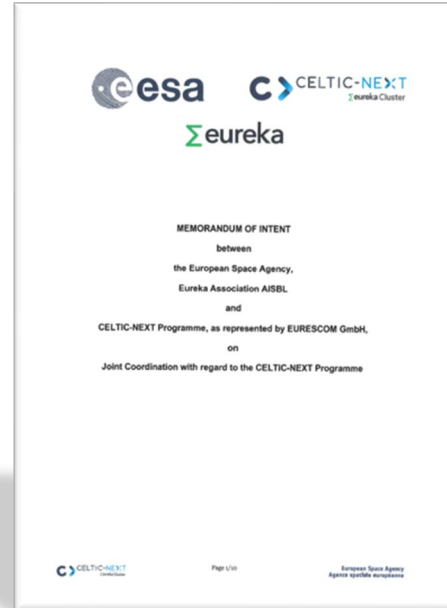 esa
CELTIC-NEXT
eureka Cluster
eureka
MEMORANDUM OF INTENT
between
the European Space Agency,
Eureka Association AISBL
and
CELTIC-NEXT Programme, as represented by EURESCOM GmbH,
on
Joint Coordination with regard to the CELTIC-NEXT Programme
CELTIC-NEXT
Page 1/10
European Space Agency
Agence spatiale européenne